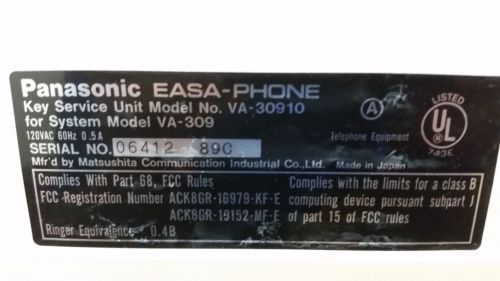 Panasonic EASA-PHONE
Key Service Unit Model No. VA-30910
for System Model VA-309
120VAC 60Hz 0.5A
SERIAL NO. 06412 89C
Mfr'd by Matsushita Communication Industrial Co.,Ltd. Made in Japan
A
Telephone Equipment
LISTED
UL
743E
Complies With Part 68, FCC Rules
FCC Registration Number ACK8GR-16979-KF-E
ACK8GR-19152-MF-E
Ringer Equivalence 0.4B
Complies with the limits for a class B
computing device pursuant subpart J
of part 15 of FCC rules